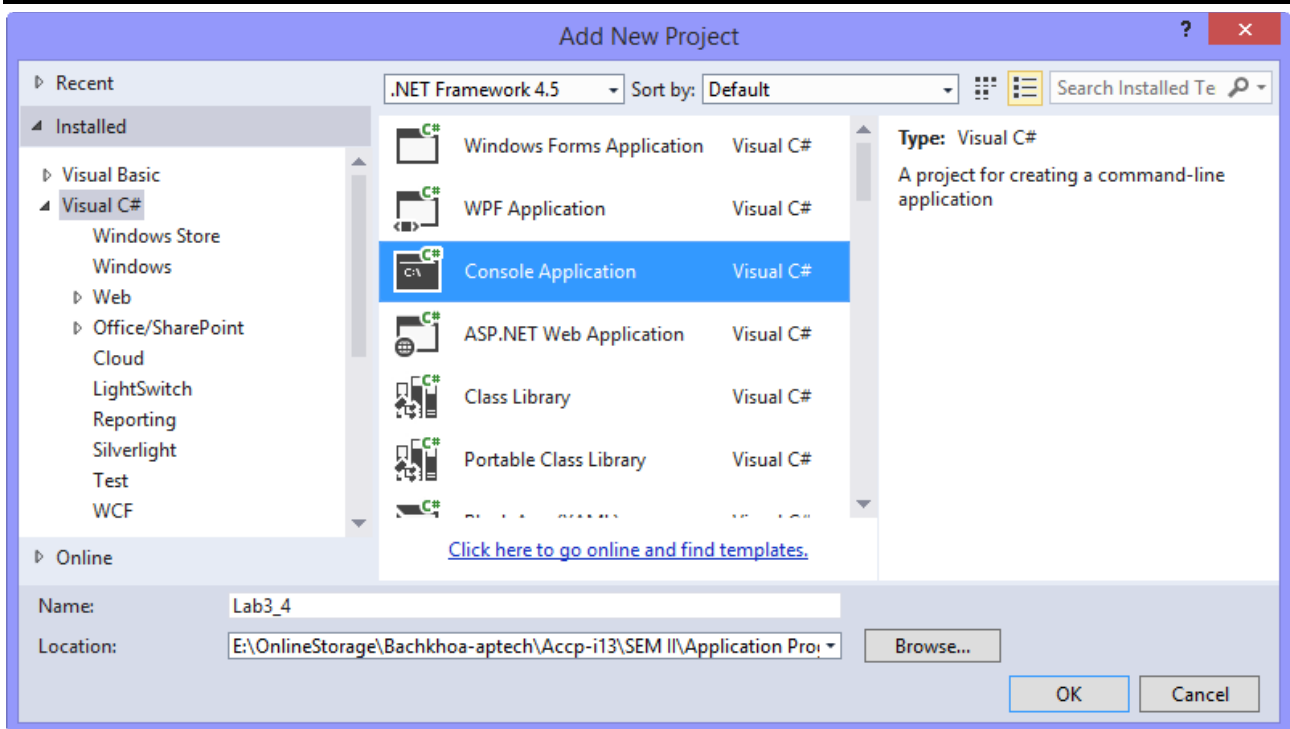 Add New Project
?
Recent
.NET Framework 4.5
Sort by: Default
Search Installed Te
Installed
Visual Basic
Visual C#
Windows Store
Windows
Web
Office/SharePoint
Cloud
LightSwitch
Reporting
Silverlight
Test
WCF
Online
Windows Forms Application Visual C#
WPF Application Visual C#
Console Application Visual C#
ASP.NET Web Application Visual C#
Class Library Visual C#
Portable Class Library Visual C#
Click here to go online and find templates.
Type: Visual C#
A project for creating a command-line
application
Name: Lab3_4
Location: E:\OnlineStorage\Bachkhoa-aptech\Accp-i13\SEM II\Application Pro
Browse...
OK Cancel